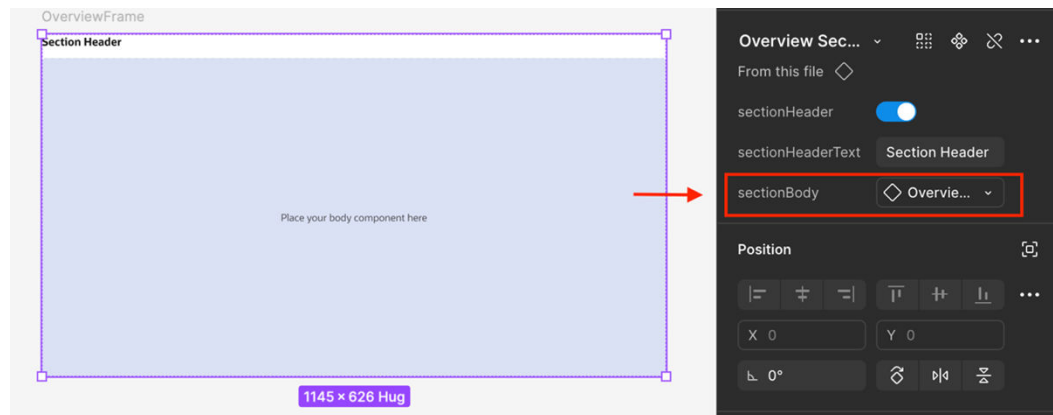 OverviewFrame
Section Header
Place your body component here
1145 × 626 Hug
Overview Sec...
From this file
sectionHeader
sectionHeaderText Section Header
sectionBody Overvie...
Position
X 0 Y 0
0°